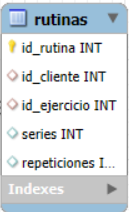 rutinas
id_rutina INT
id_cliente INT
id_ejercicio INT
series INT
repeticiones I...
Indexes